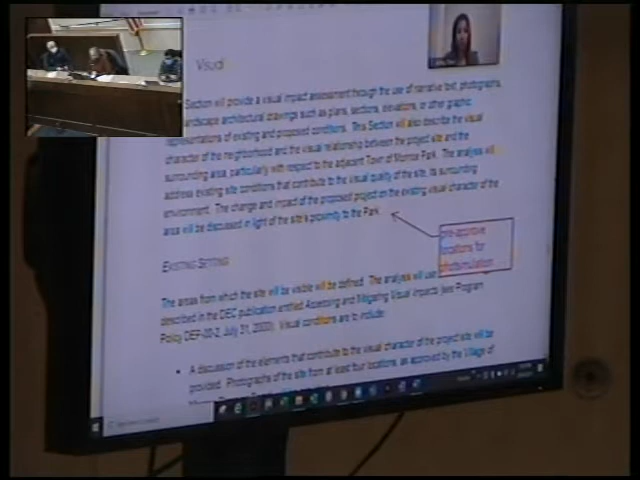 Visual
Section will provide a visual impact assessment through the use of narrative text, photographs,
landscape architectural drawings such as plans, sections, elevations, or other graphic
representations of existing and proposed conditions. This Section will also describe the visual
character of the neighborhood and the visual relationship between the project site and the
surrounding area, particularly with respect to the adjacent Town of Monroe Park. The analysis will
address existing site conditions that contribute to the visual quality of the site, its surrounding
environment. The change and impact of the proposed project on the existing visual character of the
area will be discussed in light of the site's proximity to the Park.
pre-approve
locations for
photsimulation
EXISTING SETTING
The areas from which the site will be visible will be defined. The analysis will use
described in the DEC publication entitled Assessing and Mitigating Visual Impacts (see Program
Policy DEP-00-2, July 31, 2000). Visual conditions are to include:
• A discussion of the elements that contribute to the visual character of the project site will be
provided. Photographs of the site from at least four locations, as approved by the Village of